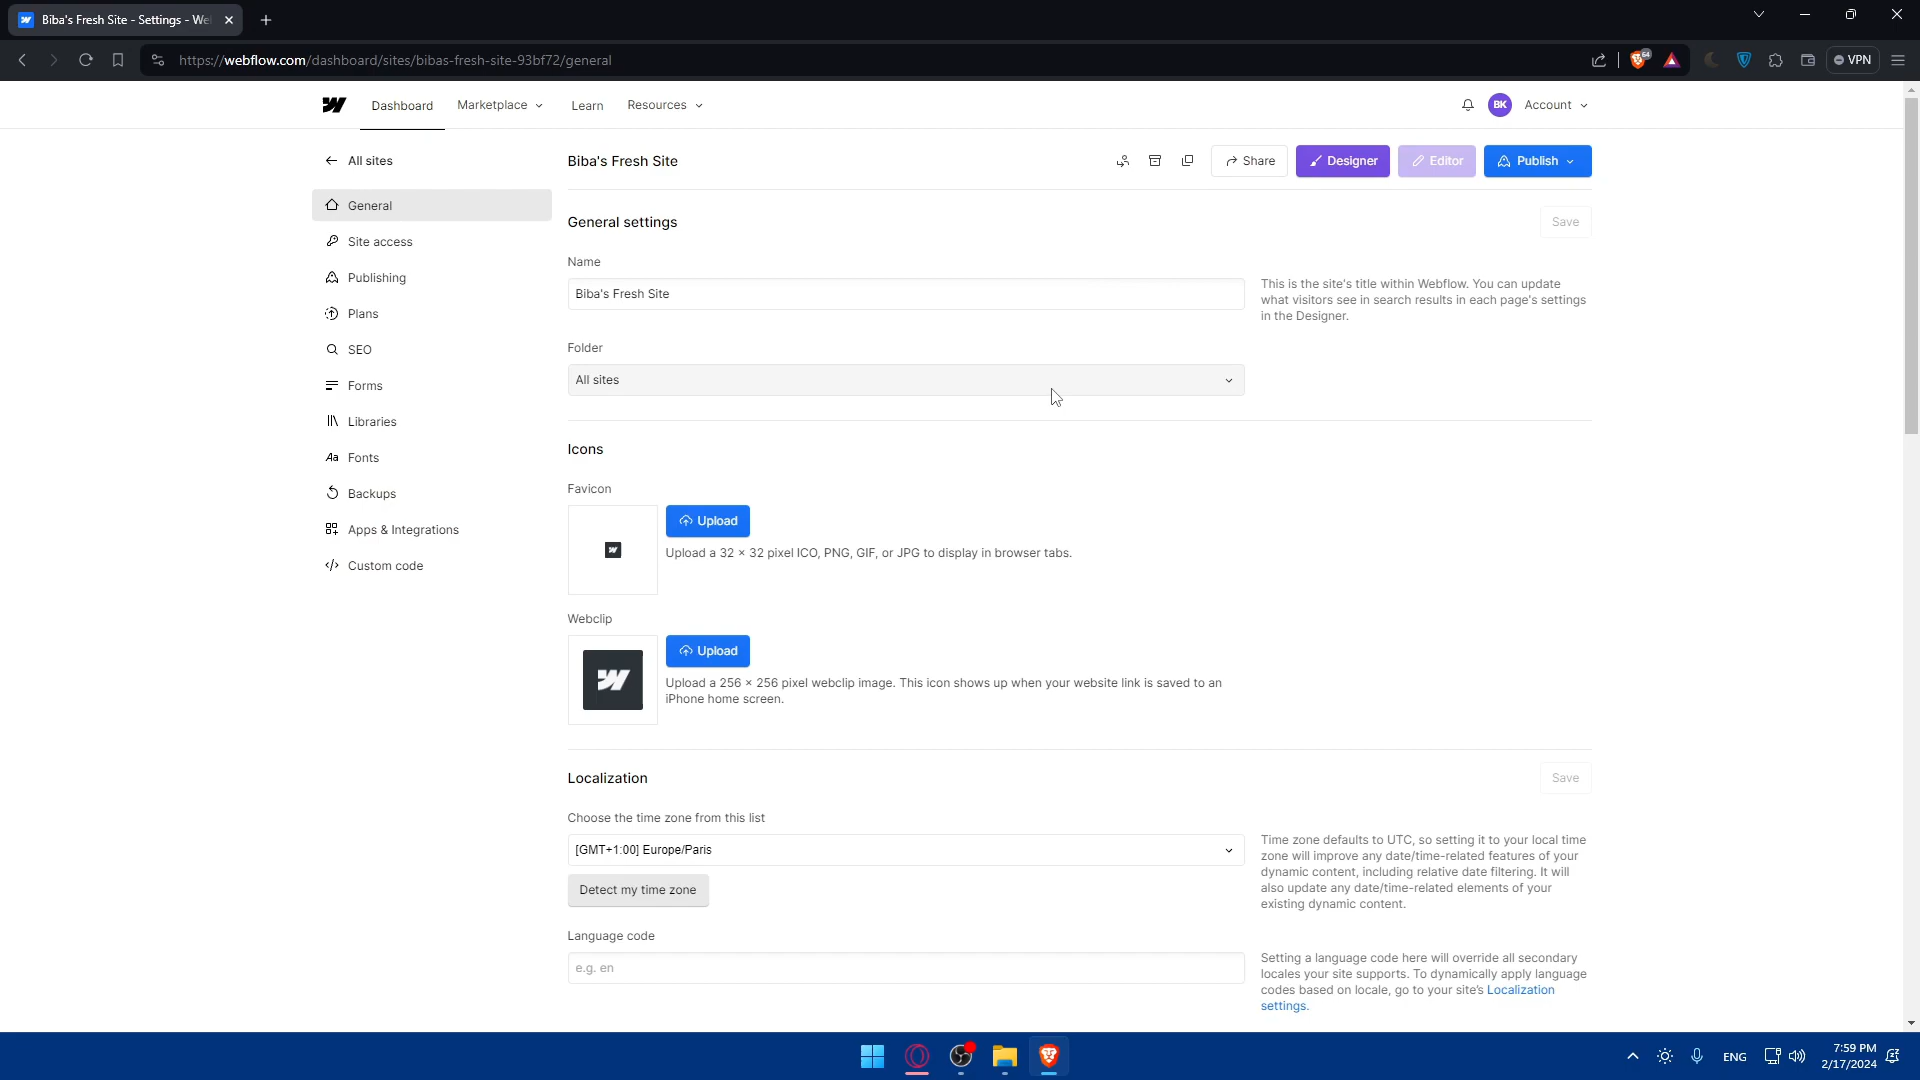 Biba's Fresh Site - Settings - We
https://webflow.com/dashboard/sites/bibas-fresh-site-93bf72/general
VPN
Dashboard
Marketplace
Learn
Resources
BK
Account
All sites
Biba's Fresh Site
Share
Designer
Editor
Publish
General
Site access
Publishing
Plans
SEO
Forms
Libraries
Aa Fonts
Backups
Apps & Integrations
</> Custom code
General settings
Save
Name
Biba's Fresh Site
This is the site's title within Webflow. You can update
what visitors see in search results in each page's settings
in the Designer.
Folder
All sites
Icons
Favicon
Upload
Upload a 32 × 32 pixel ICO, PNG, GIF, or JPG to display in browser tabs.
Webclip
Upload
Upload a 256 × 256 pixel webclip image. This icon shows up when your website link is saved to an
iPhone home screen.
Localization
Save
Choose the time zone from this list
[GMT+1:00] Europe/Paris
Detect my time zone
Time zone defaults to UTC, so setting it to your local time
zone will improve any date/time-related features of your
dynamic content, including relative date filtering. It will
also update any date/time-related elements of your
existing dynamic content.
Language code
e.g. en
Setting a language code here will override all secondary
locales your site supports. To dynamically apply language
codes based on locale, go to your site's Localization
settings.
ENG
7:59 PM
2/17/2024